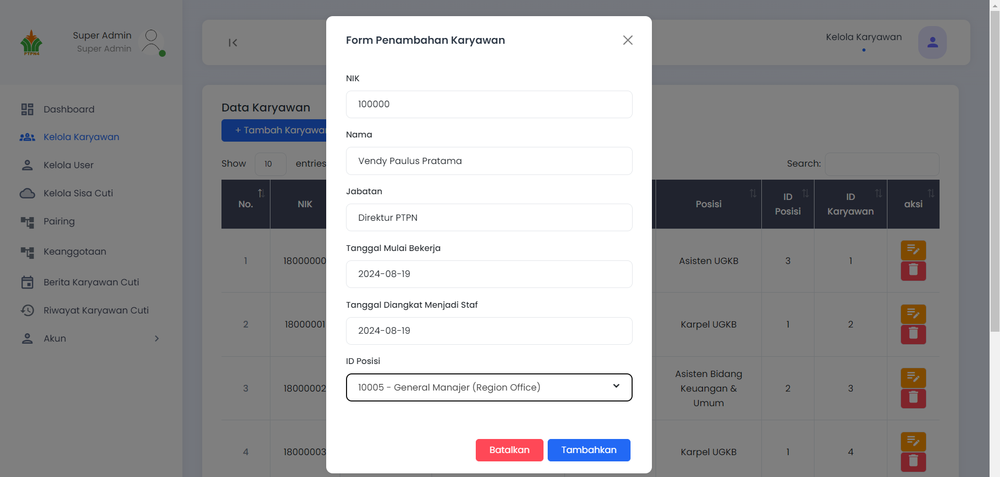 PTPN4
Super Admin
Super Admin
Dashboard
Kelola Karyawan
Kelola User
Kelola Sisa Cuti
Pairing
Keanggotaan
Berita Karyawan Cuti
Riwayat Karyawan Cuti
Akun
Kelola Karyawan
Data Karyawan
+ Tambah Karyawan
Show 10 entries
Search:
No. NIK Posisi ID Posisi ID Karyawan aksi
1 18000000 Asisten UGKB 3 1
2 18000001 Karpel UGKB 1 2
3 18000002 Asisten Bidang Keuangan & Umum 2 3
4 18000003 Karpel UGKB 1 4
Form Penambahan Karyawan
NIK
100000
Nama
Vendy Paulus Pratama
Jabatan
Direktur PTPN
Tanggal Mulai Bekerja
2024-08-19
Tanggal Diangkat Menjadi Staf
2024-08-19
ID Posisi
10005 - General Manajer (Region Office)
Batalkan
Tambahkan